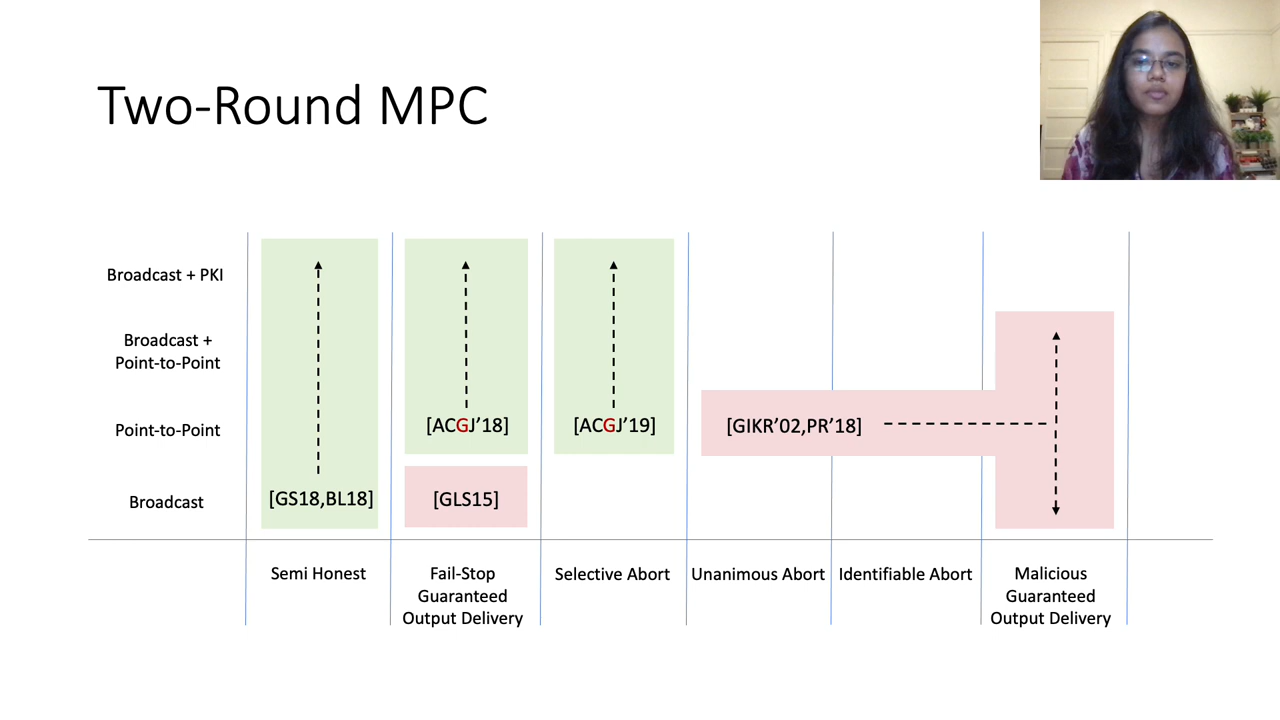 Two-Round MPC
Broadcast + PKI
Broadcast +
Point-to-Point
Point-to-Point
[ACGJ’18]
[ACGJ’19]
[GIKR’02,PR’18]
Broadcast
[GS18,BL18]
[GLS15]
Semi Honest
Fail-Stop
Guaranteed
Output Delivery
Selective Abort
Unanimous Abort
Identifiable Abort
Malicious
Guaranteed
Output Delivery